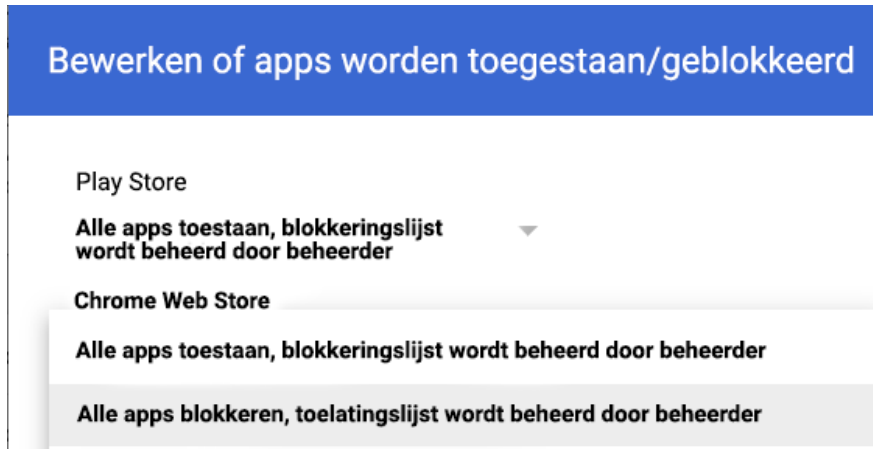 Bewerken of apps worden toegestaan/geblokkeerd
Play Store
Alle apps toestaan, blokkeringslijst
wordt beheerd door beheerder
Chrome Web Store
Alle apps toestaan, blokkeringslijst wordt beheerd door beheerder
Alle apps blokkeren, toelatingslijst wordt beheerd door beheerder